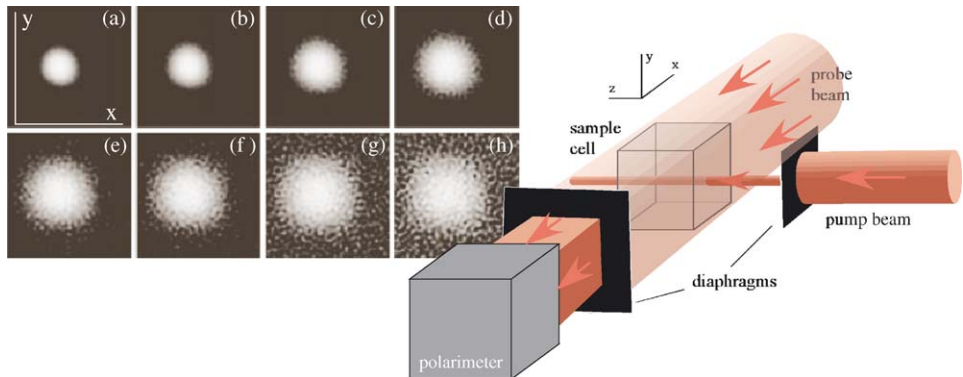 (a)
(b)
(c)
(d)
y
x
(e)
(f)
(g)
(h)
y
x
z
probe
beam
sample
cell
pump beam
diaphragms
polarimeter